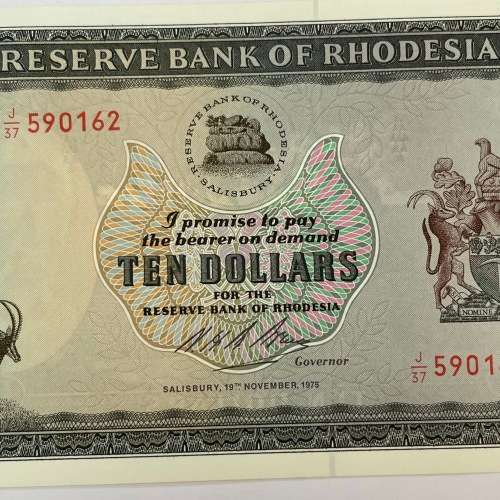 RESERVE BANK OF RHODESIA
J/37 590162
RESERVE BANK OF RHODESIA
SALISBURY
I promise to pay
the bearer on demand
TEN DOLLARS
FOR THE
RESERVE BANK OF RHODESIA
Governor
J/37 5901
SALISBURY, 19TH NOVEMBER, 1975
NOMINE